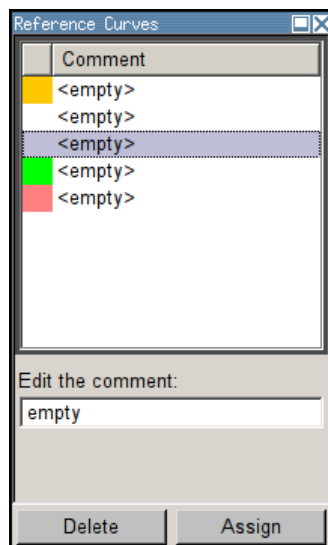 Reference Curves
Comment
<empty>
<empty>
<empty>
<empty>
<empty>
Edit the comment:
empty
Delete Assign